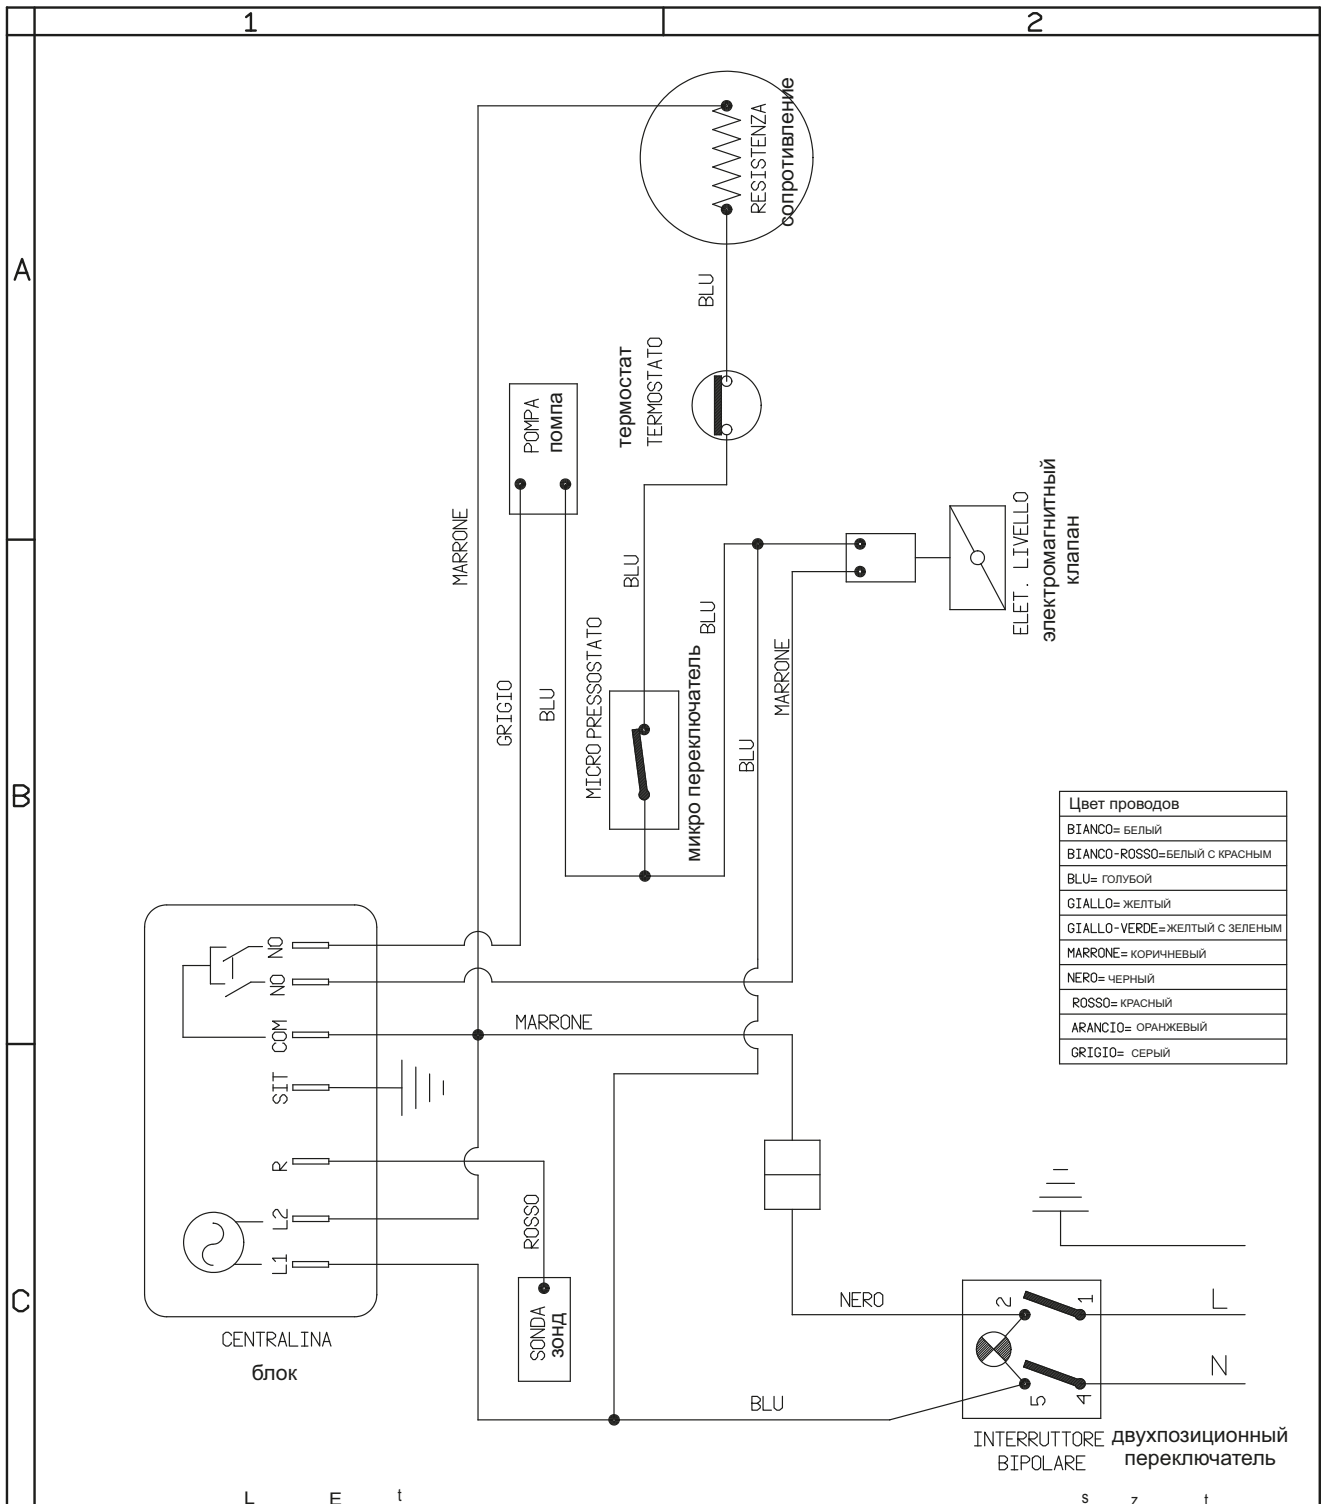 1
2
A
B
C
RESISTENZA
сопротивление
BLU
термостат
TERMOSTATO
POMPA
помпа
MARRONE
ELET. LIVELLO
электромагнитный
клапан
BLU
BLU
MICRO PRESSOSTATO
микро переключатель
MARRONE
GRIGIO
BLU
BLU
Цвет проводов
BIANCO= БЕЛЫЙ
BIANCO-ROSSO=БЕЛЫЙ С КРАСНЫМ
BLU= ГОЛУБОЙ
GIALLO= ЖЕЛТЫЙ
GIALLO-VERDE=ЖЕЛТЫЙ С ЗЕЛЕНЫМ
MARRONE= КОРИЧНЕВЫЙ
NERO= ЧЕРНЫЙ
ROSSO= КРАСНЫЙ
ARANCIO= ОРАНЖЕВЫЙ
GRIGIO= СЕРЫЙ
NO
NO
COM
MARRONE
SIT
R
L2
L1
ROSSO
SONDA
зонд
CENTRALINA
блок
NERO
2
1
L
N
5
4
BLU
INTERRUTTORE
BIPOLARE
двухпозиционный
переключатель
L E t
s z t